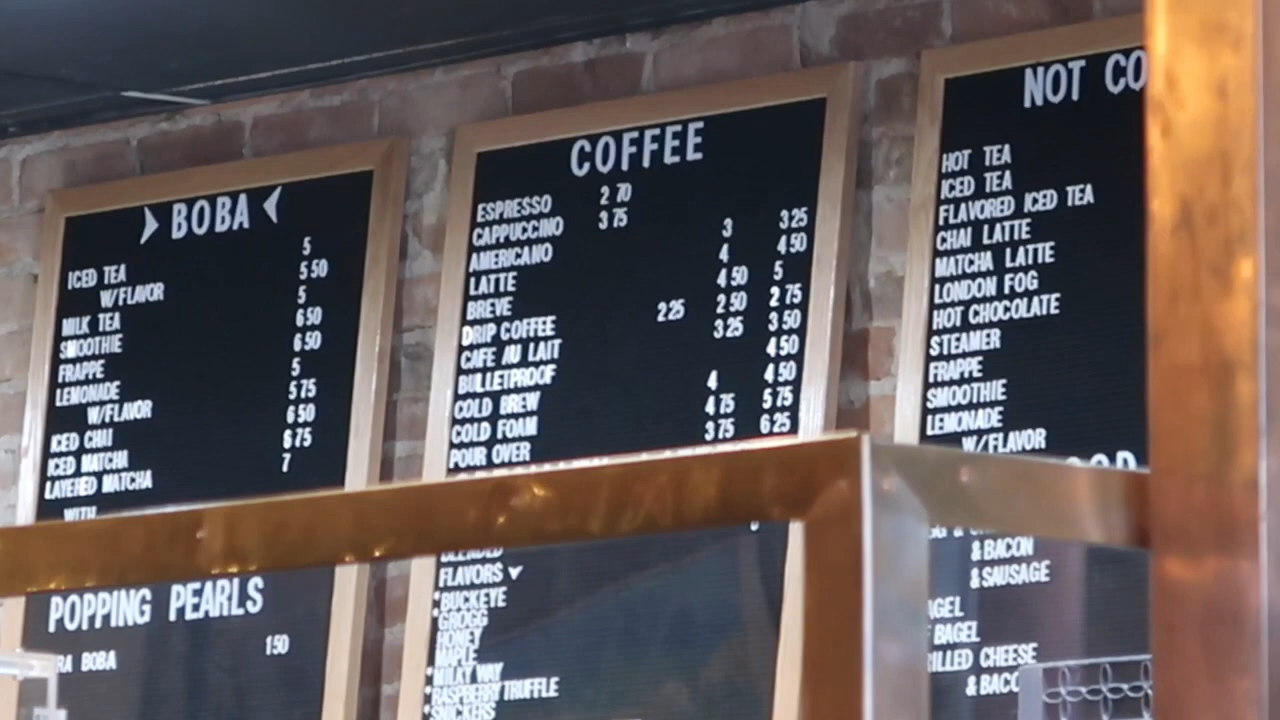 BOBA
ICED TEA 5
W/FLAVOR 5 50
MILK TEA 5
SMOOTHIE 6 50
FRAPPE 6 50
LEMONADE 5
W/FLAVOR 5 75
ICED CHAI 6 50
ICED MATCHA 6 75
LAYERED MATCHA 7
WITH
POPPING PEARLS
RA BOBA 1 50
COFFEE
ESPRESSO 2 70
CAPPUCCINO 3 75
AMERICANO 3 3 25
LATTE 4 4 50
BREVE 4 50 5
DRIP COFFEE 2 25 2 50 2 75
CAFE AU LAIT 3 25 3 50
BULLETPROOF 4 50
COLD BREW 4 4 50
COLD FOAM 4 75 5 75
POUR OVER 3 75 6 25
BLENDED
FLAVORS
*BUCKEYE
*GROGG
HONEY
MAPLE
*MILKY WAY
*RASPBERRY TRUFFLE
*SNICKERS
NOT CO
HOT TEA
ICED TEA
FLAVORED ICED TEA
CHAI LATTE
MATCHA LATTE
LONDON FOG
HOT CHOCOLATE
STEAMER
FRAPPE
SMOOTHIE
LEMONADE
W/FLAVOR
& BACON
& SAUSAGE
AGEL
BAGEL
RILLED CHEESE
& BACO